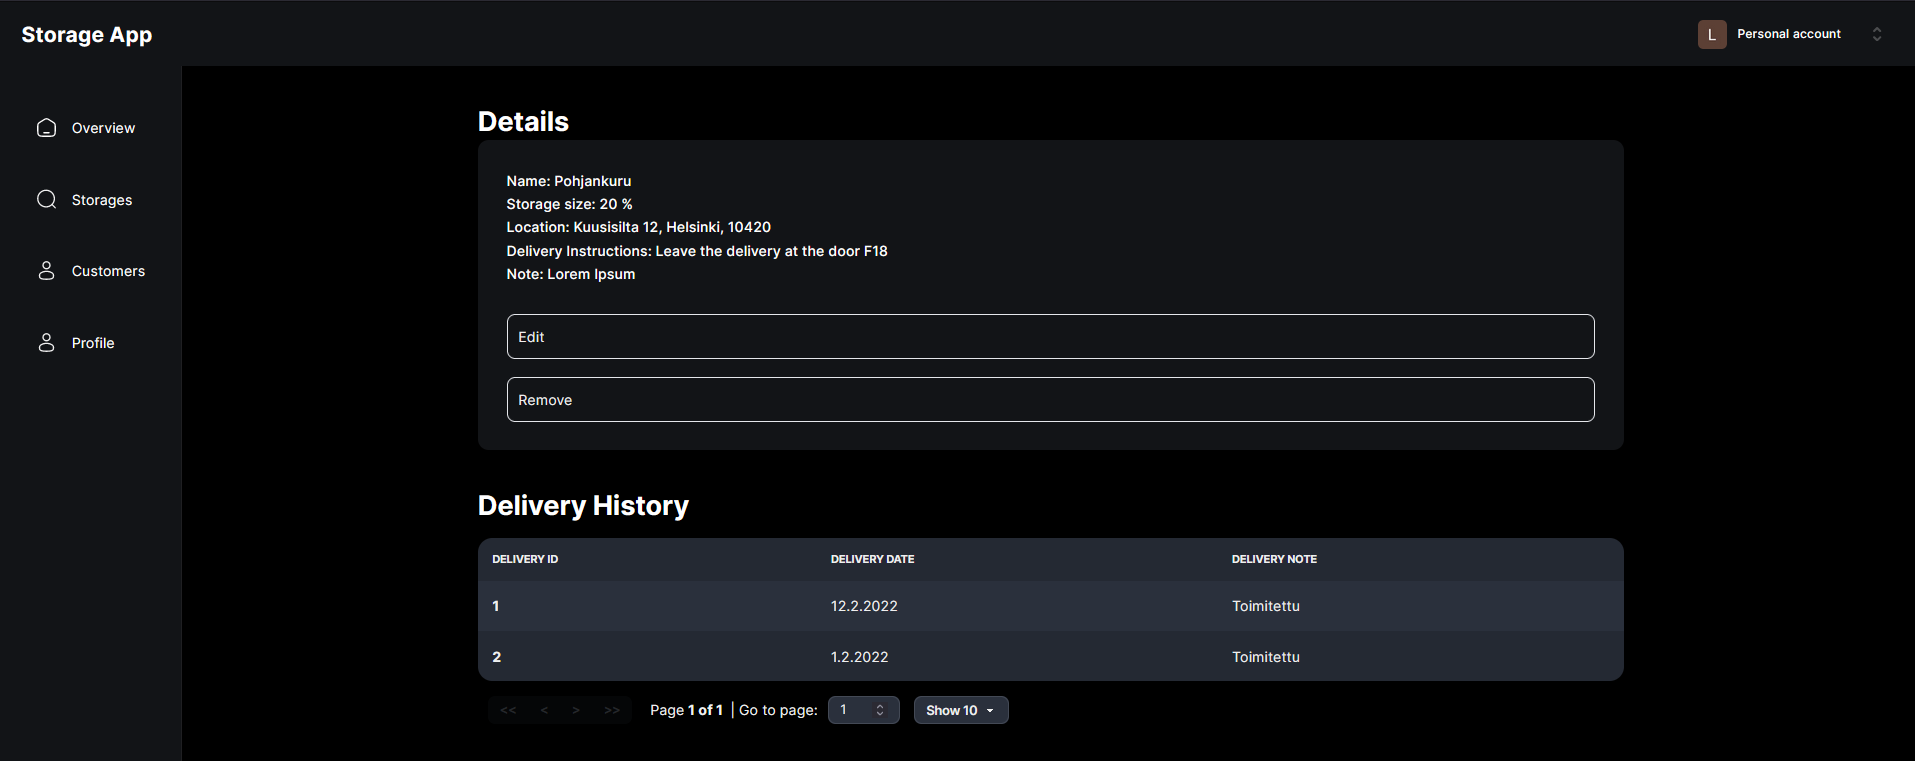 Storage App
L Personal account
Overview
Storages
Customers
Profile
Details
Name: Pohjankuru
Storage size: 20 %
Location: Kuusisilta 12, Helsinki, 10420
Delivery Instructions: Leave the delivery at the door F18
Note: Lorem Ipsum
Edit
Remove
Delivery History
DELIVERY ID DELIVERY DATE DELIVERY NOTE
1 12.2.2022 Toimitettu
2 1.2.2022 Toimitettu
<< < > >> Page 1 of 1 | Go to page: 1 Show 10